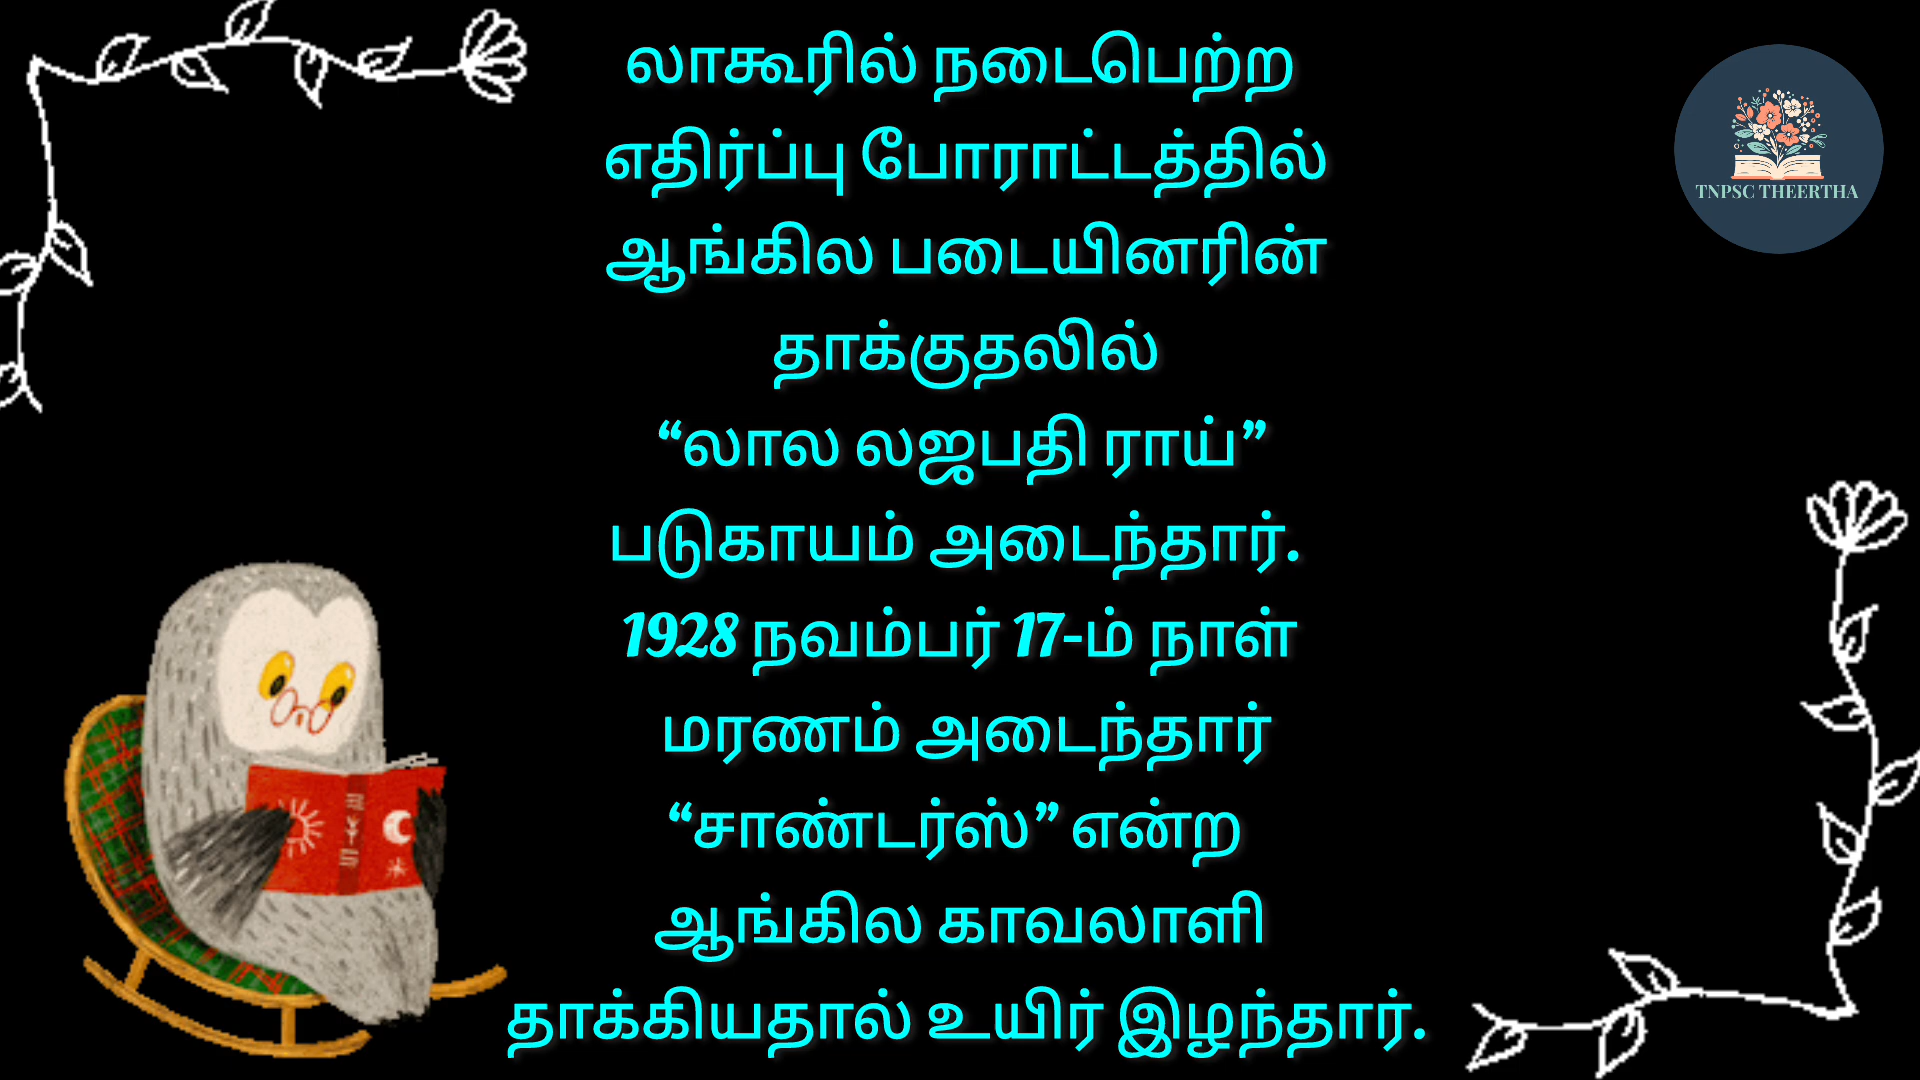 லாகூரில் நடைபெற்ற
எதிர்ப்பு போராட்டத்தில்
ஆங்கில படையினரின்
தாக்குதலில்
“லால லஜபதி ராய்”
படுகாயம் அடைந்தார்.
1928 நவம்பர் 17-ம் நாள்
மரணம் அடைந்தார்
“சாண்டர்ஸ்” என்ற
ஆங்கில காவலாளி
தாக்கியதால் உயிர் இழந்தார்.
TNPSC THEERTHA